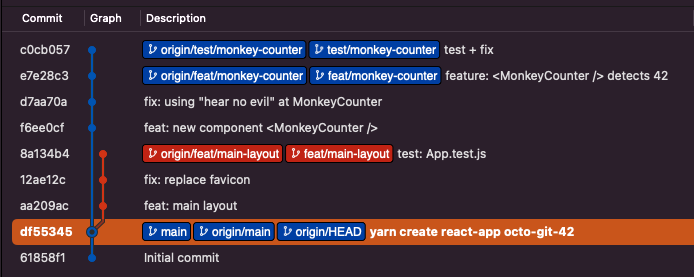 Commit Graph Description
c0cb057 origin/test/monkey-counter test/monkey-counter test + fix
e7e28c3 origin/feat/monkey-counter feat/monkey-counter feature: <MonkeyCounter /> detects 42
d7aa70a fix: using "hear no evil" at MonkeyCounter
f6ee0cf feat: new component <MonkeyCounter />
8a134b4 origin/feat/main-layout feat/main-layout test: App.test.js
12ae12c fix: replace favicon
aa209ac feat: main layout
df55345 main origin/main origin/HEAD yarn create react-app octo-git-42
61858f1 Initial commit